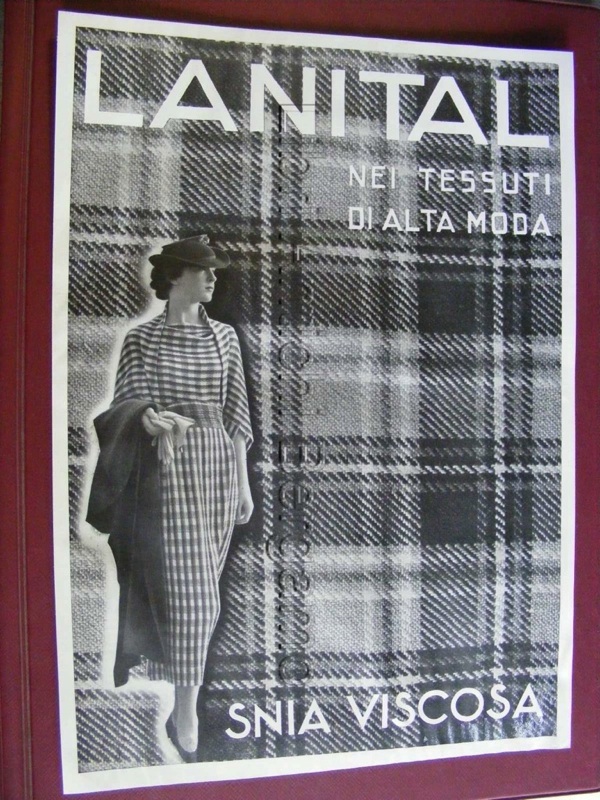 LANITAL
NEI TESSUTI
DI ALTA MODA
SNIA VISCOSA